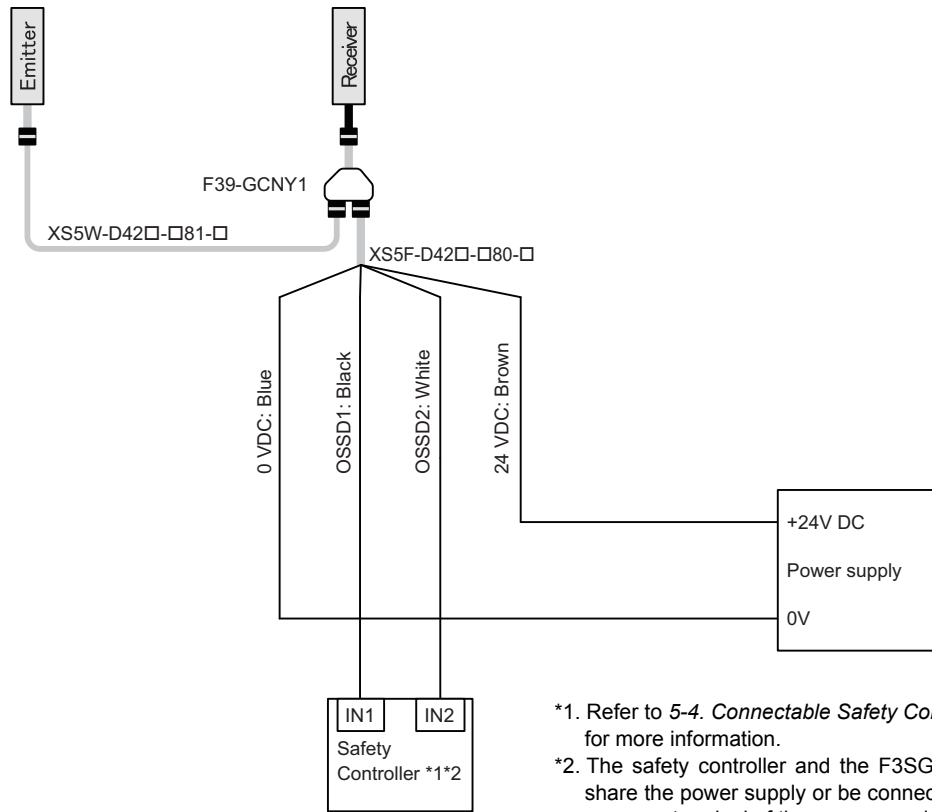 Emitter
Receiver
F39-GCNY1
XS5W-D42□-□81-□
XS5F-D42□-□80-□
0 VDC: Blue
OSSD1: Black
OSSD2: White
24 VDC: Brown
+24V DC
Power supply
0V
IN1
IN2
Safety
Controller *1*2
*1. Refer to 5-4. Connectable Safety Co
for more information.
*2. The safety controller and the F3SG
share the power supply or be connec